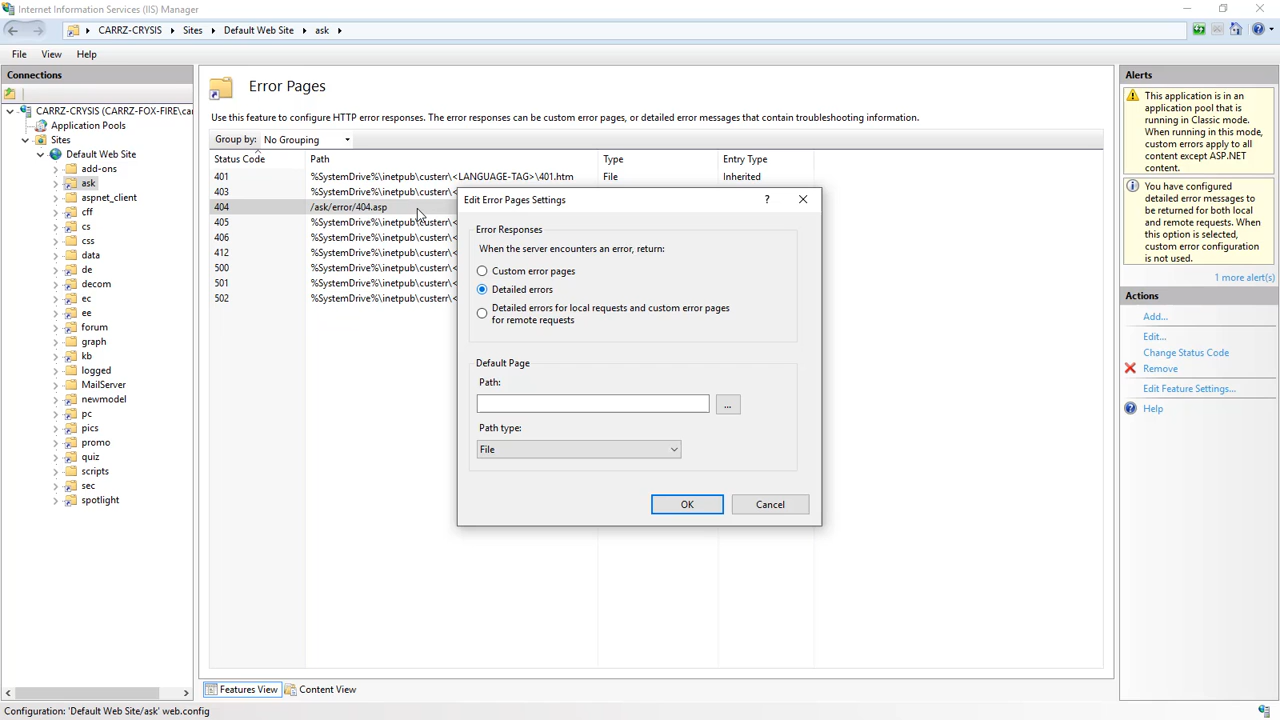 Internet Information Services (IIS) Manager
CARRZ-CRYSIS
Sites
Default Web Site
ask
File View Help
Connections
CARRZ-CRYSIS (CARRZ-FOX-FIRE\car
Application Pools
Sites
Default Web Site
add-ons
ask
aspnet_client
cff
cs
css
data
de
decom
ec
ee
forum
graph
kb
logged
MailServer
newmodel
pc
pics
promo
quiz
scripts
sec
spotlight
Error Pages
Use this feature to configure HTTP error responses. The error responses can be custom error pages, or detailed error messages that contain troubleshooting information.
Group by: No Grouping
Status Code Path Type Entry Type
401 %SystemDrive%\inetpub\custerr\<LANGUAGE-TAG>\401.htm File Inherited
403 %SystemDrive%\inetpub\custerr\<
404 /ask/error/404.asp
405 %SystemDrive%\inetpub\custerr\<
406 %SystemDrive%\inetpub\custerr\<
412 %SystemDrive%\inetpub\custerr\<
500 %SystemDrive%\inetpub\custerr\<
501 %SystemDrive%\inetpub\custerr\<
502 %SystemDrive%\inetpub\custerr\<
Edit Error Pages Settings
?
Error Responses
When the server encounters an error, return:
Custom error pages
Detailed errors
Detailed errors for local requests and custom error pages
for remote requests
Default Page
Path:
...
Path type:
File
OK
Cancel
Features View
Content View
Alerts
This application is in
an application pool that
is running in Classic
mode. When running in this mode,
custom errors apply to
all content except ASP.NET
content.
You have configured
detailed error messages
to be returned for both local
and remote requests. When
this option is selected,
custom error configuration
is not used.
1 more alert(s)
Actions
Add...
Edit...
Change Status Code
Remove
Edit Feature Settings...
Help
Configuration: 'Default Web Site/ask' web.config